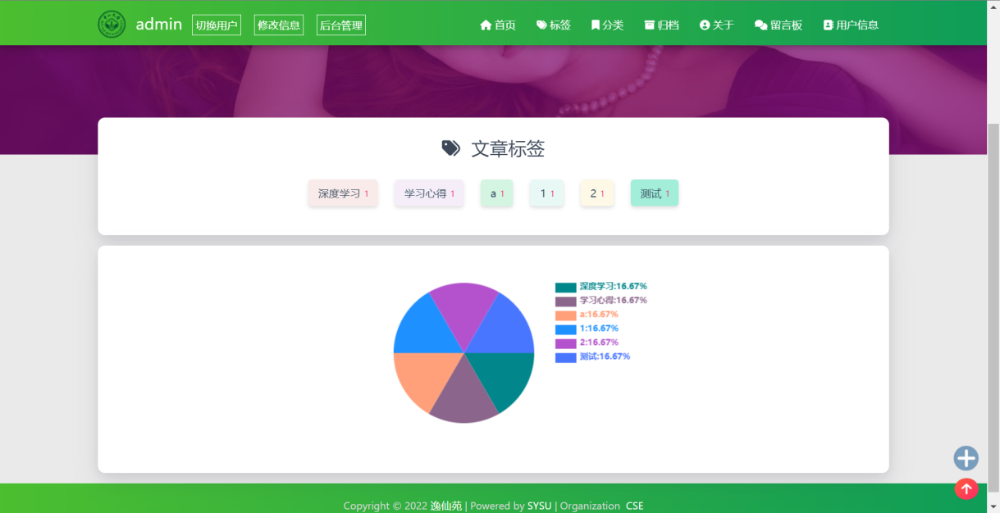 admin 切换用户 修改信息 后台管理 首页 标签 分类 归档 关于 留言板 用户信息
文章标签
深度学习 1 学习心得 1 a 1 1 1 2 1 测试 1
深度学习:16.67%
学习心得:16.67%
a:16.67%
1:16.67%
2:16.67%
测试:16.67%
Copyright © 2022 逸仙苑 | Powered by SYSU | Organization CSE